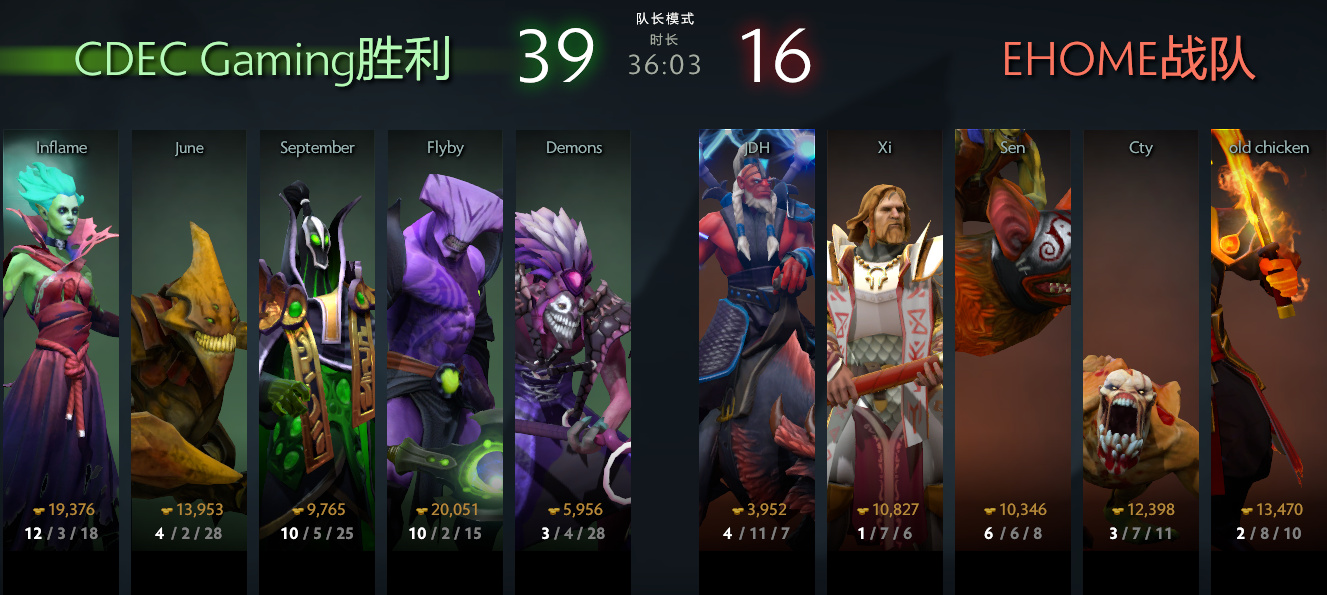 CDEC Gaming胜利
39
队长模式
时长
36:03
16
EHOME战队
Inflame
June
September
Flyby
Demons
JDH
Xi
Sen
Cty
old chicken
19,376
13,953
9,765
20,051
5,956
3,952
10,827
10,346
12,398
13,470
12 / 3 / 18
4 / 2 / 28
10 / 5 / 25
10 / 2 / 15
3 / 4 / 28
4 / 11 / 7
1 / 7 / 6
6 / 6 / 8
3 / 7 / 11
2 / 8 / 10